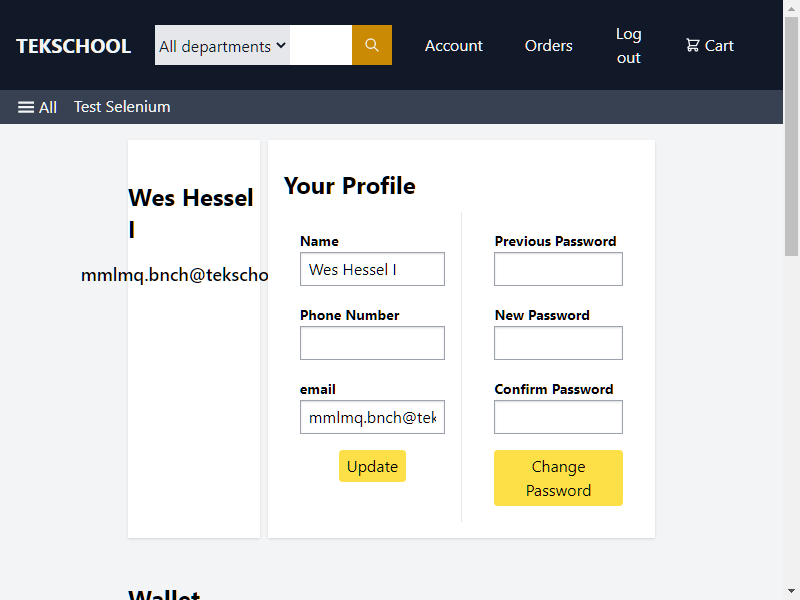 TEKSCHOOL
All departments
Account
Orders
Log out
Cart
All
Test Selenium
Wes Hessel
I
mmlmq.bnch@tekscho
Your Profile
Name
Wes Hessel I
Phone Number
email
mmlmq.bnch@tek
Update
Previous Password
New Password
Confirm Password
Change
Password
Wallet